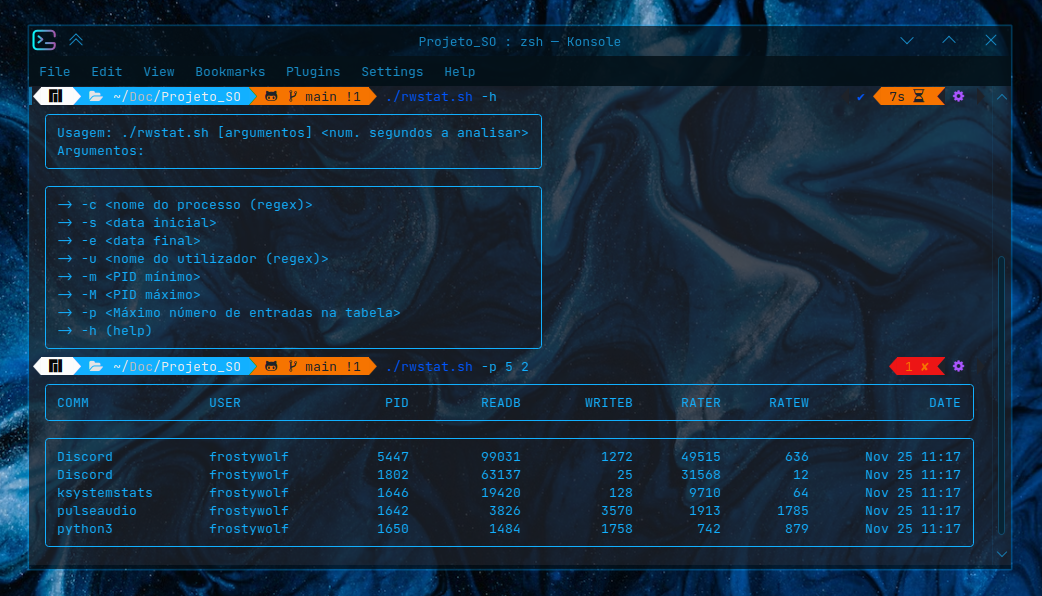 Projeto_SO : zsh — Konsole
File Edit View Bookmarks Plugins Settings Help
~/Doc/Projeto_SO main !1 ./rwstat.sh -h ✔ 7s
Usagem: ./rwstat.sh [argumentos] <num. segundos a analisar>
Argumentos:
—> -c <nome do processo (regex)>
—> -s <data inicial>
—> -e <data final>
—> -u <nome do utilizador (regex)>
—> -m <PID mínimo>
—> -M <PID máximo>
—> -p <Máximo número de entradas na tabela>
—> -h (help)
~/Doc/Projeto_SO main !1 ./rwstat.sh -p 5 2 1 ✘
COMM USER PID READB WRITEB RATER RATEW DATE
Discord frostywolf 5447 99031 1272 49515 636 Nov 25 11:17
Discord frostywolf 1802 63137 25 31568 12 Nov 25 11:17
ksystemstats frostywolf 1646 19420 128 9710 64 Nov 25 11:17
pulseaudio frostywolf 1642 3826 3570 1913 1785 Nov 25 11:17
python3 frostywolf 1650 1484 1758 742 879 Nov 25 11:17